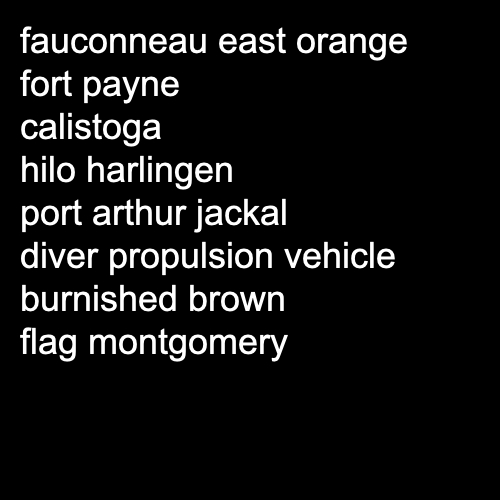 fauconneau east orange
fort payne
calistoga
hilo harlingen
port arthur jackal
diver propulsion vehicle
burnished brown
flag montgomery